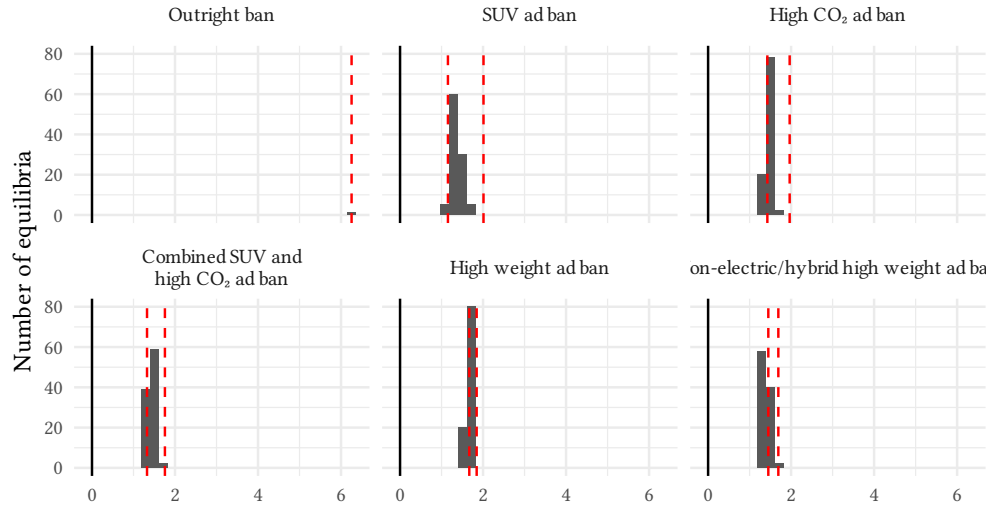 Outright ban
SUV ad ban
High CO₂ ad ban
80
60
40
20
0
Combined SUV and
high CO₂ ad ban
High weight ad ban
on-electric/hybrid high weight ad ba
80
60
40
20
0
0 2 4 6
0 2 4 6
0 2 4 6
Number of equilibria